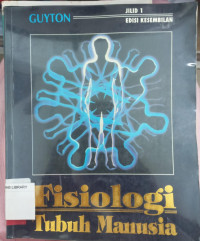 GUYTON
JILID 1
EDISI KESEMBILAN
Fisiologi
Tubuh Manusia